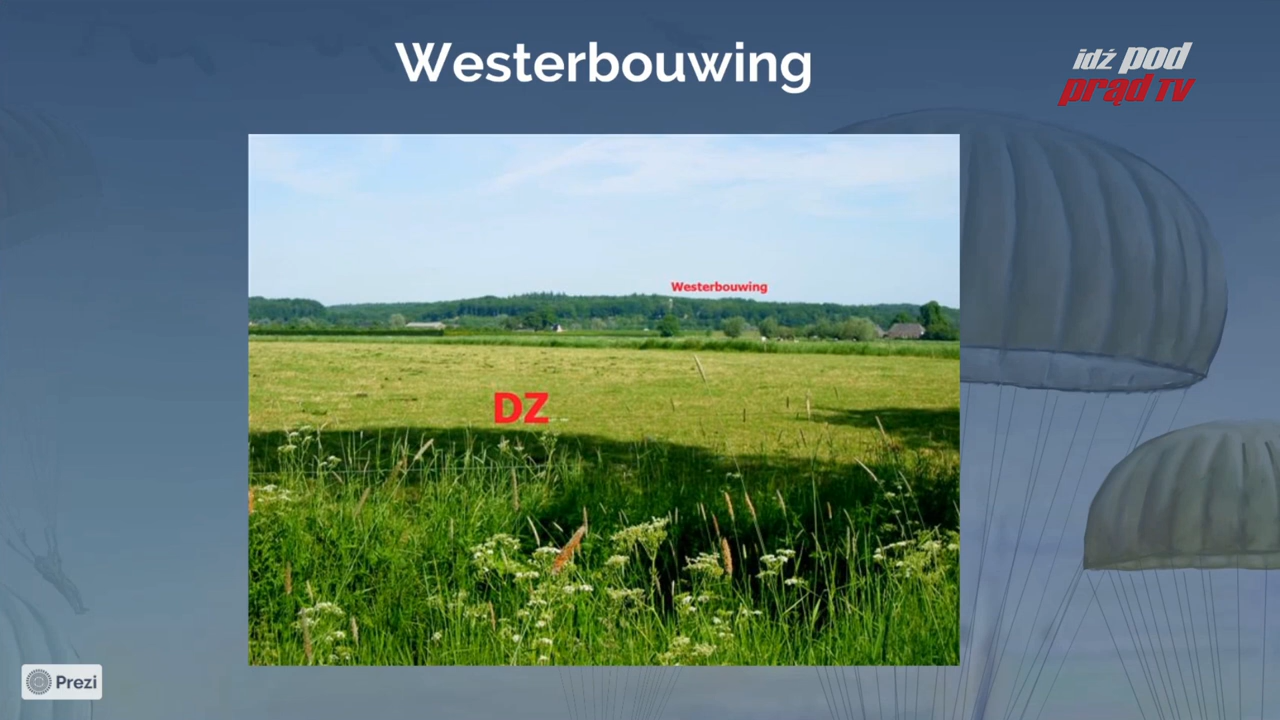 Westerbouwing
idź pod
prąd TV
Westerbouwing
DZ
Prezi